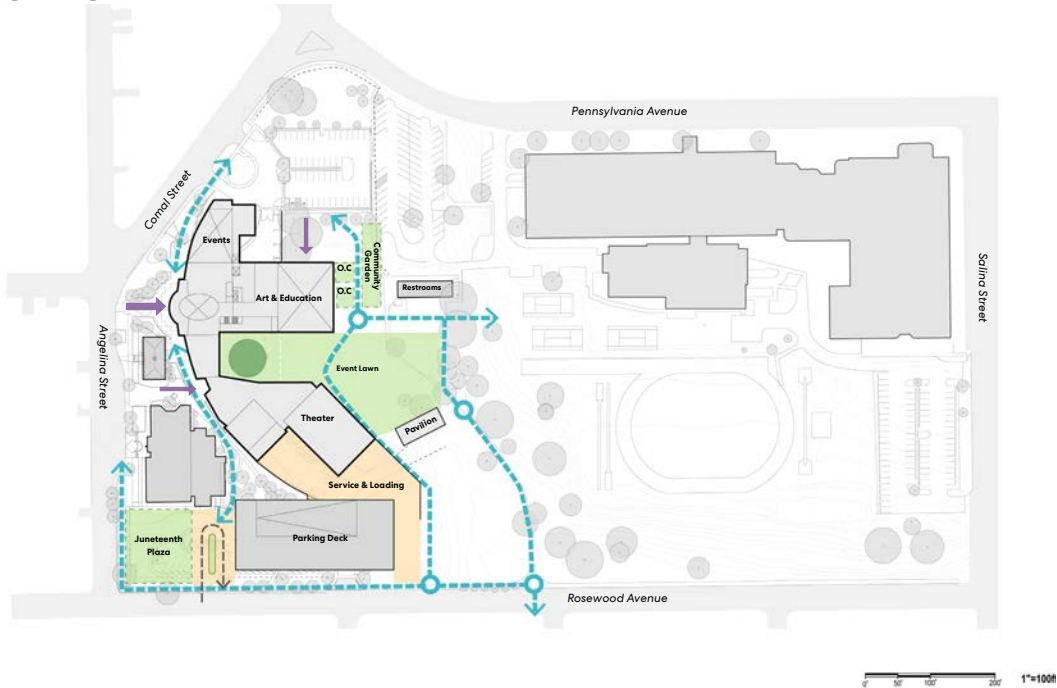 Pennsylvania Avenue
Comal Street
Events
Community
Garden
O.C
O.C
Art & Education
Restrooms
Salina Street
Angelina Street
Event Lawn
Theater
Pavilion
Service & Loading
Juneteenth
Plaza
Parking Deck
Rosewood Avenue
0' 50' 100' 200' 1"=100ft